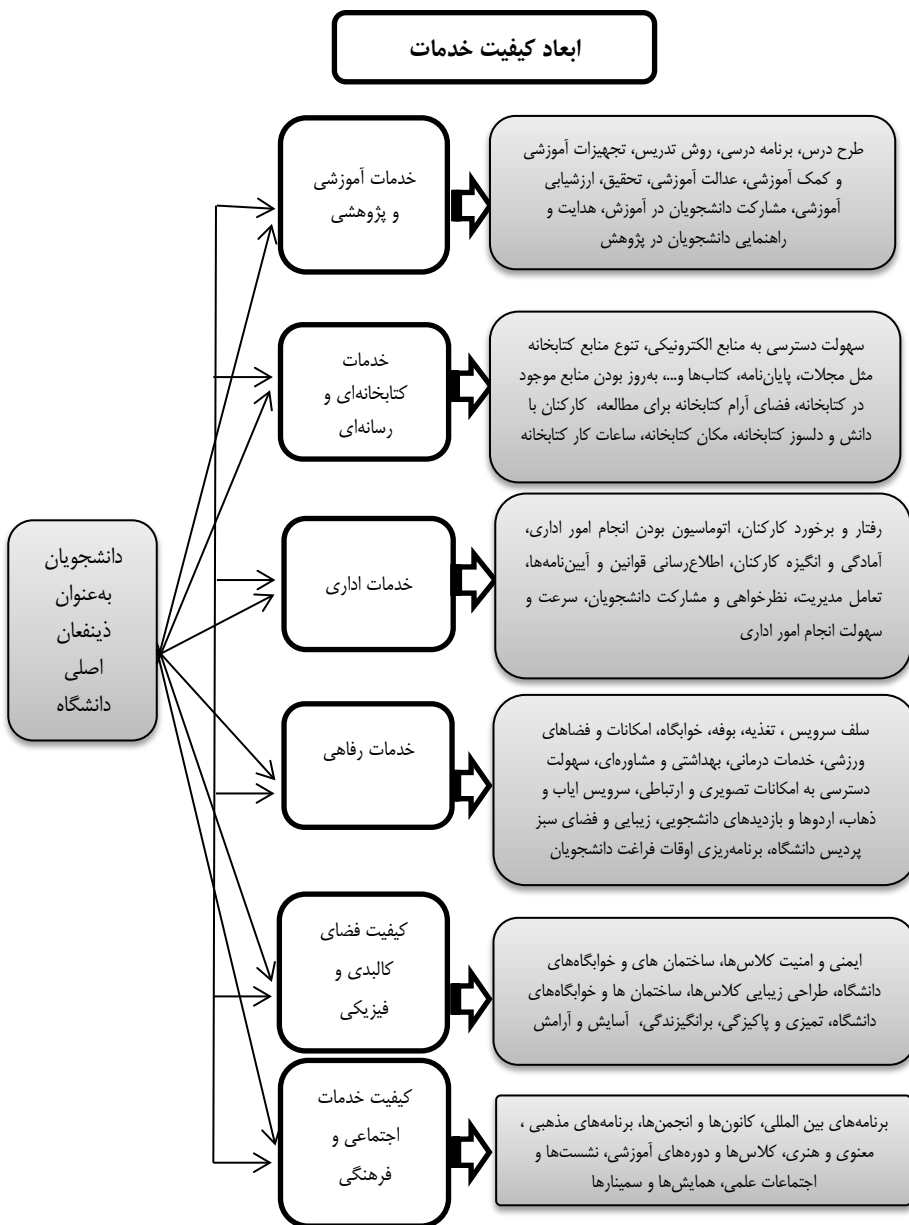 ابعاد کیفیت خدمات
دانشجویان
به‌عنوان
ذینفعان
اصلی
دانشگاه
خدمات آموزشی
و پژوهشی
طرح درس، برنامه درسی، روش تدریس، تجهیزات آموزشی
و کمک آموزشی، عدالت آموزشی، تحقیق، ارزشیابی
آموزشی، مشارکت دانشجویان در آموزش، هدایت و
راهنمایی دانشجویان در پژوهش
خدمات
کتابخانه‌ای و
رسانه‌ای
سهولت دسترسی به منابع الکترونیکی، تنوع منابع کتابخانه
مثل مجلات، پایان‌نامه، کتاب‌ها و...، به‌روز بودن منابع موجود
در کتابخانه، فضای آرام کتابخانه برای مطالعه، کارکنان با
دانش و دلسوز کتابخانه، مکان کتابخانه، ساعات کار کتابخانه
خدمات اداری
رفتار و برخورد کارکنان، اتوماسیون بودن انجام امور اداری،
آمادگی و انگیزه کارکنان، اطلاع‌رسانی قوانین و آیین‌نامه‌ها،
تعامل مدیریت، نظرخواهی و مشارکت دانشجویان، سرعت و
سهولت انجام امور اداری
خدمات رفاهی
سلف سرویس ، تغذیه، بوفه، خوابگاه، امکانات و فضاهای
ورزشی، خدمات درمانی، بهداشتی و مشاوره‌ای، سهولت
دسترسی به امکانات تصویری و ارتباطی، سرویس ایاب و
ذهاب، اردوها و بازدیدهای دانشجویی، زیبایی و فضای سبز
پردیس دانشگاه، برنامه‌ریزی اوقات فراغت دانشجویان
کیفیت فضای
کالبدی و
فیزیکی
ایمنی و امنیت کلاس‌ها، ساختمان های و خوابگاه‌های
دانشگاه، طراحی زیبایی کلاس‌ها، ساختمان ها و خوابگاه‌های
دانشگاه، تمیزی و پاکیزگی، برانگیزندگی، آسایش و آرامش
کیفیت خدمات
اجتماعی و
فرهنگی
برنامه‌های بین المللی، کانون‌ها و انجمن‌ها، برنامه‌های مذهبی ،
معنوی و هنری، کلاس‌ها و دوره‌های آموزشی، نشست‌ها و
اجتماعات علمی، همایش‌ها و سمینارها